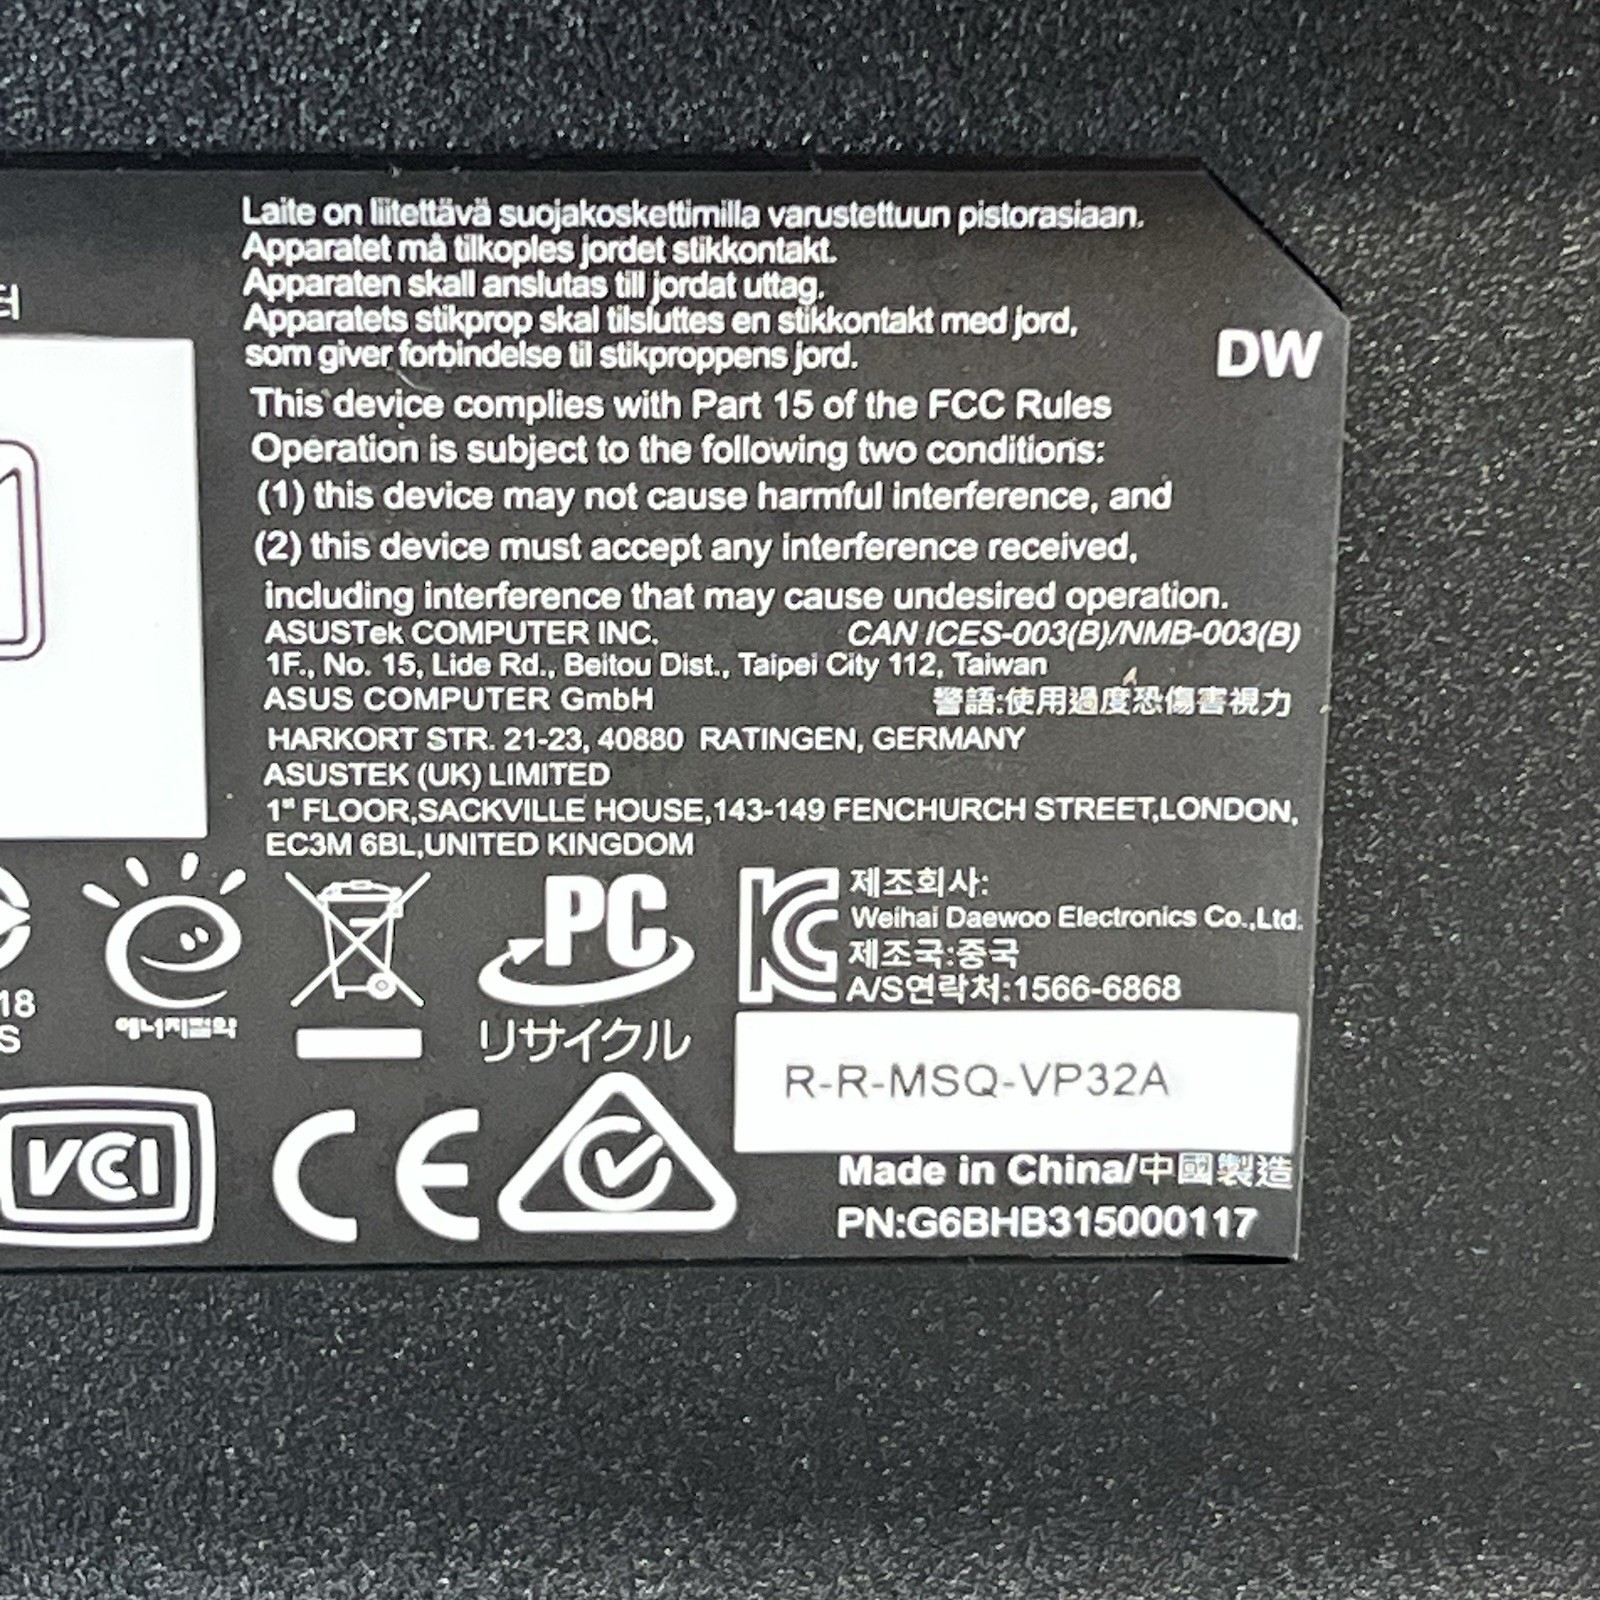 Laite on liitettävä suojakoskettimilla varustettuun pistorasiaan.
Apparatet må tilkoples jordet stikkontakt.
Apparaten skall anslutas till jordat uttag.
Apparatets stikprop skal tilsluttes en stikkontakt med jord,
som giver forbindelse til stikproppens jord.
DW
This device complies with Part 15 of the FCC Rules
Operation is subject to the following two conditions:
(1) this device may not cause harmful interference, and
(2) this device must accept any interference received,
including interference that may cause undesired operation.
ASUSTek COMPUTER INC.
CAN ICES-003(B)/NMB-003(B)
1F., No. 15, Lide Rd., Beitou Dist., Taipei City 112, Taiwan
ASUS COMPUTER GmbH
警語:使用過度恐傷害視力
HARKORT STR. 21-23, 40880 RATINGEN, GERMANY
ASUSTEK (UK) LIMITED
1st FLOOR,SACKVILLE HOUSE,143-149 FENCHURCH STREET,LONDON,
EC3M 6BL,UNITED KINGDOM
터
18
S
에너지절약
PC
リサイクル
제조회사:
Weihai Daewoo Electronics Co.,Ltd.
제조국:중국
A/S연락처:1566-6868
R-R-MSQ-VP32A
VCCI
CE
Made in China/中國製造
PN:G6BHB315000117